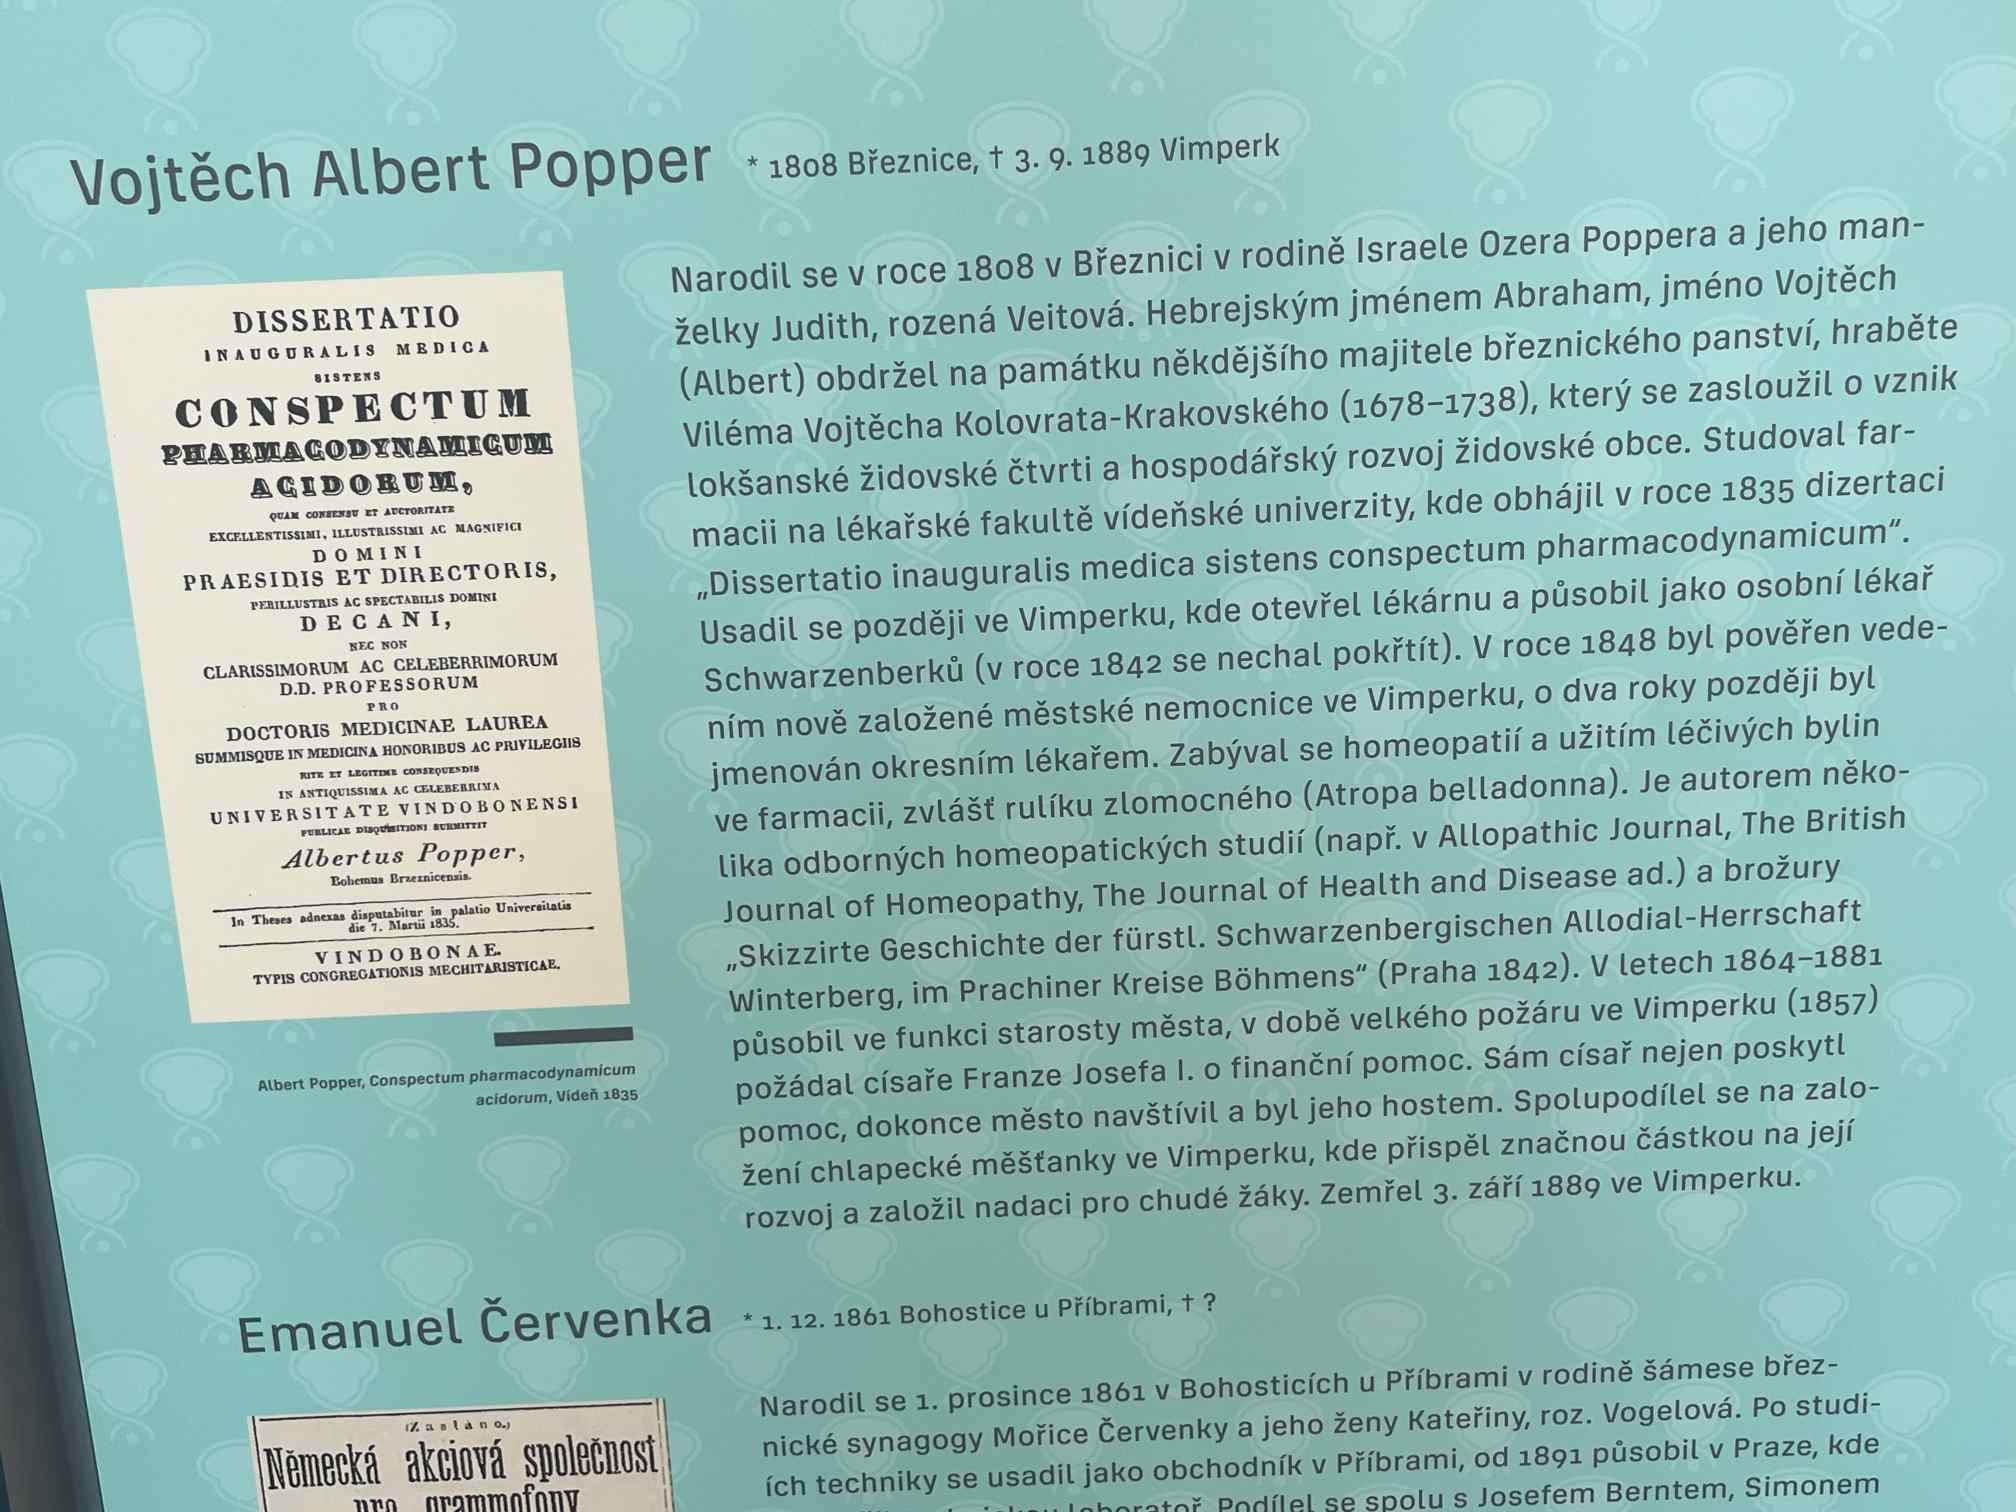 Vojtěch Albert Popper * 1808 Březnice, † 3. 9. 1889 Vimperk
DISSERTATIO
INAUGURALIS MEDICA
SISTENS
CONSPECTUM
PHARMACODYNAMICUM
ACIDORUM,
QUAM CONSENSU ET AUCTORITATE
EXCELLENTISSIMI, ILLUSTRISSIMI AC MAGNIFICI
DOMINI
PRAESIDIS ET DIRECTORIS,
PERILLUSTRIS AC SPECTABILIS DOMINI
DECANI,
NEC NON
CLARISSIMORUM AC CELEBERRIMORUM
D.D. PROFESSORUM
PRO
DOCTORIS MEDICINAE LAUREA
SUMMISQUE IN MEDICINA HONORIBUS AC PRIVILEGIIS
RITE ET LEGITIME CONSEQUENDIS
IN ANTIQUISSIMA AC CELEBERRIMA
UNIVERSITATE VINDOBONENSI
PUBLICAE DISQUISITIONI SUBMITTIT
Albertus Popper,
Bohemus Brzeznicensis.
In Theses adnexas disputabitur in palatio Universitatis
die 7. Martii 1835.
VINDOBONAE.
TYPIS CONGREGATIONIS MECHITARISTICAE.
Albert Popper, Conspectum pharmacodynamicum
acidorum, Vídeň 1835
Narodil se v roce 1808 v Březnici v rodině Israele Ozera Poppera a jeho man-
želky Judith, rozená Veitová. Hebrejským jménem Abraham, jméno Vojtěch
(Albert) obdržel na památku někdějšího majitele březnického panství, hraběte
Viléma Vojtěcha Kolovrata-Krakovského (1678–1738), který se zasloužil o vznik
lokšanské židovské čtvrti a hospodářský rozvoj židovské obce. Studoval far-
macii na lékařské fakultě vídeňské univerzity, kde obhájil v roce 1835 dizertaci
„Dissertatio inauguralis medica sistens conspectum pharmacodynamicum“.
Usadil se později ve Vimperku, kde otevřel lékárnu a působil jako osobní lékař
Schwarzenberků (v roce 1842 se nechal pokřtít). V roce 1848 byl pověřen vede-
ním nově založené městské nemocnice ve Vimperku, o dva roky později byl
jmenován okresním lékařem. Zabýval se homeopatií a užitím léčivých bylin
ve farmacii, zvlášť rulíku zlomocného (Atropa belladonna). Je autorem něko-
lika odborných homeopatických studií (např. v Allopathic Journal, The British
Journal of Homeopathy, The Journal of Health and Disease ad.) a brožury
„Skizzirte Geschichte der fürstl. Schwarzenbergischen Allodial-Herrschaft
Winterberg, im Prachiner Kreise Böhmens“ (Praha 1842). V letech 1864–1881
působil ve funkci starosty města, v době velkého požáru ve Vimperku (1857)
požádal císaře Franze Josefa I. o finanční pomoc. Sám císař nejen poskytl
pomoc, dokonce město navštívil a byl jeho hostem. Spolupodílel se na zalo-
žení chlapecké měšťanky ve Vimperku, kde přispěl značnou částkou na její
rozvoj a založil nadaci pro chudé žáky. Zemřel 3. září 1889 ve Vimperku.
Emanuel Červenka * 1. 12. 1861 Bohostice u Příbrami, † ?
(Zasláno.)
Německá akciová společnost
pro grammofony
Narodil se 1. prosince 1861 v Bohosticích u Příbrami v rodině šámese břez-
nické synagogy Mořice Červenky a jeho ženy Kateřiny, roz. Vogelová. Po studi-
ích techniky se usadil jako obchodník v Příbrami, od 1891 působil v Praze, kde
Podílel se spolu s Josefem Berntem, Simonem